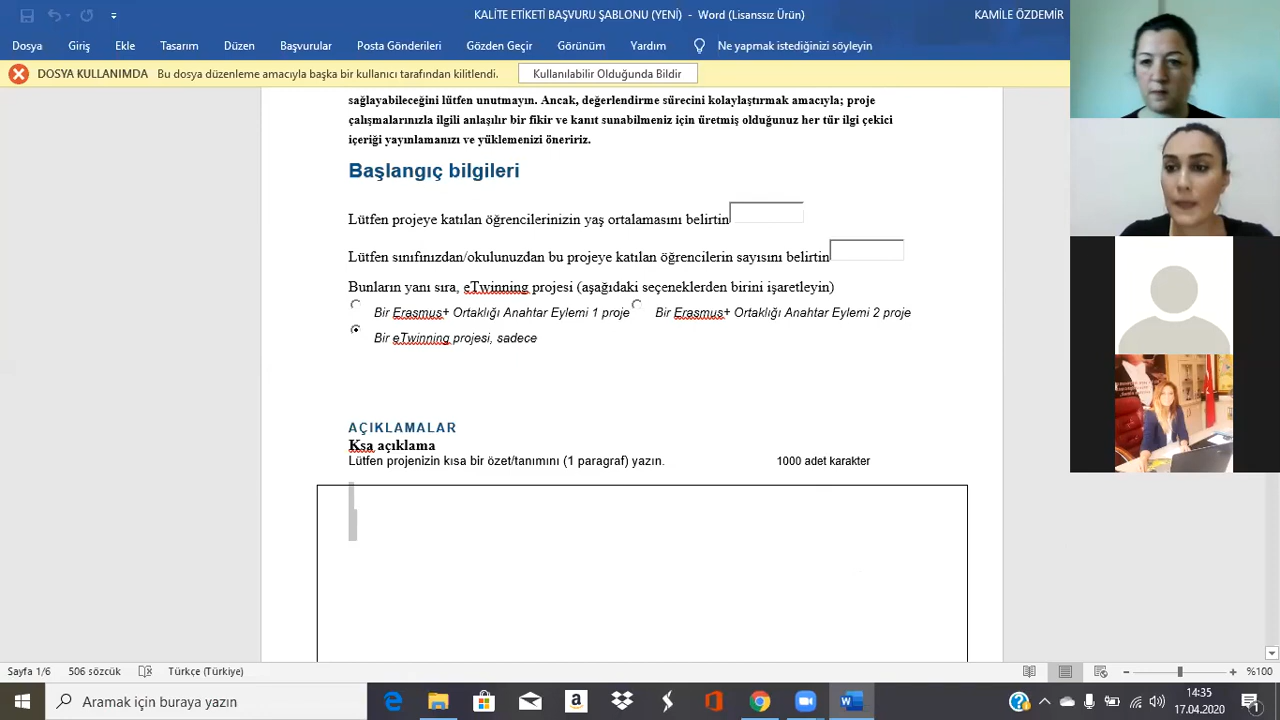 KALİTE ETİKETİ BAŞVURU ŞABLONU (YENİ) - Word (Lisanssız Ürün)
KAMİLE ÖZDEMİR
Dosya Giriş Ekle Tasarım Düzen Başvurular Posta Gönderileri Gözden Geçir Görünüm Yardım Ne yapmak istediğinizi söyleyin
DOSYA KULLANIMDA Bu dosya düzenleme amacıyla başka bir kullanıcı tarafından kilitlendi. Kullanılabilir Olduğunda Bildir
sağlayabileceğini lütfen unutmayın. Ancak, değerlendirme sürecini kolaylaştırmak amacıyla; proje
çalışmalarınızla ilgili anlaşılır bir fikir ve kanıt sunabilmeniz için üretmiş olduğunuz her tür ilgi çekici
içeriği yayınlamanızı ve yüklemenizi öneririz.
Başlangıç bilgileri
Lütfen projeye katılan öğrencilerinizin yaş ortalamasını belirtin
Lütfen sınıfınızdan/okulunuzdan bu projeye katılan öğrencilerin sayısını belirtin
Bunların yanı sıra, eTwinning projesi (aşağıdaki seçeneklerden birini işaretleyin)
Bir Erasmus+ Ortaklığı Anahtar Eylemi 1 proje Bir Erasmus+ Ortaklığı Anahtar Eylemi 2 proje
Bir eTwinning projesi, sadece
AÇIKLAMALAR
Ksa açıklama
Lütfen projenizin kısa bir özet/tanımını (1 paragraf) yazın. 1000 adet karakter
Sayfa 1/6 506 sözcük Türkçe (Türkiye) %100
Aramak için buraya yazın
14:35
17.04.2020